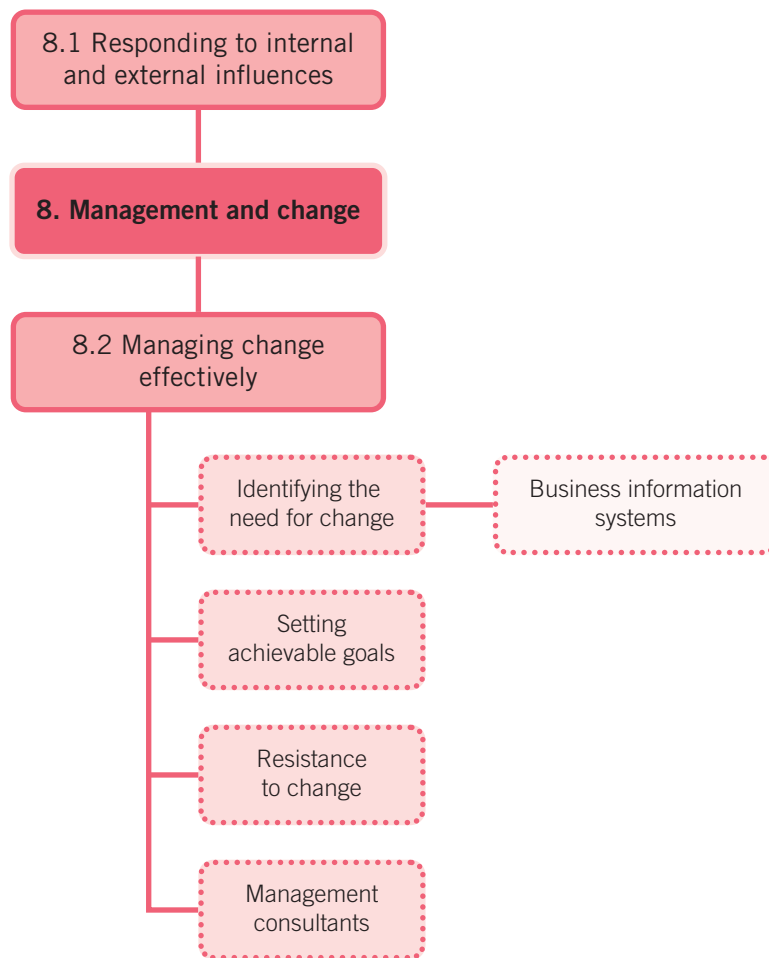 8.1 Responding to internal
and external influences
8. Management and change
8.2 Managing change
effectively
Identifying the
need for change
Business information
systems
Setting
achievable goals
Resistance
to change
Management
consultants